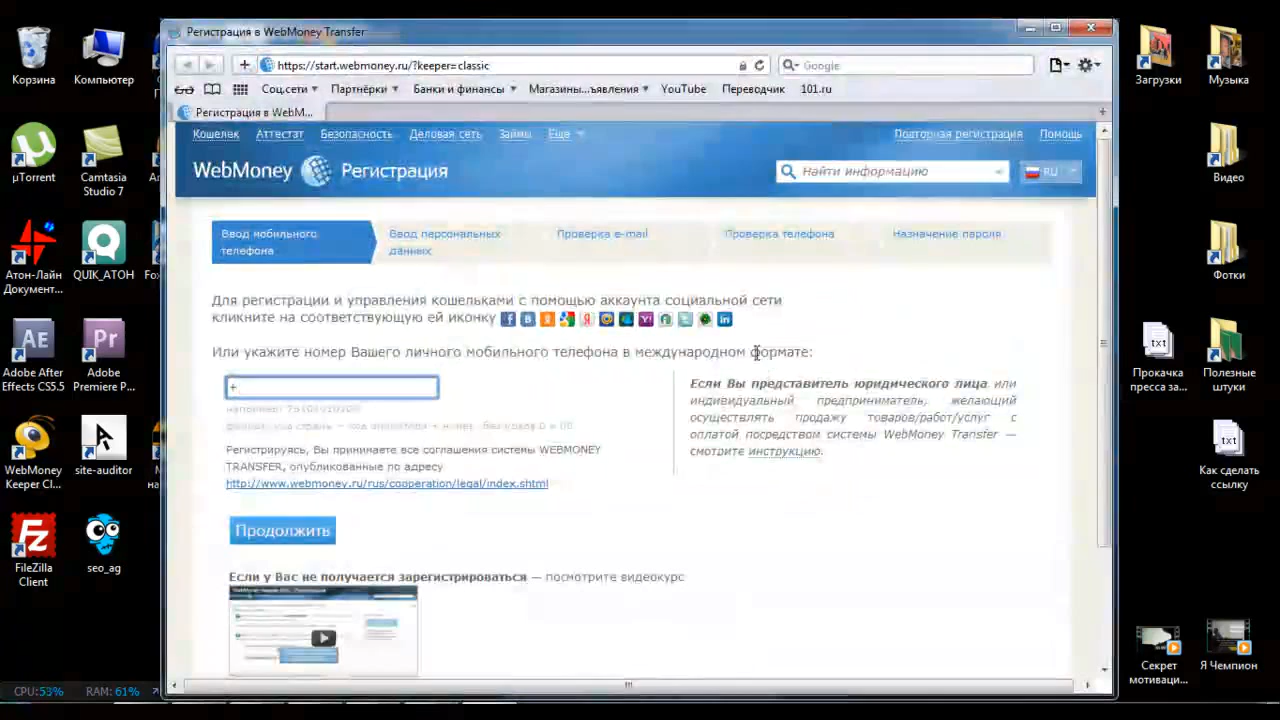 Регистрация в WebMoney Transfer
https://start.webmoney.ru/?keeper=classic
Google
Соц.сети
Партнёрки
Банки и финансы
Магазины...ъявления
YouTube
Переводчик
101.ru
Регистрация в WebM...
Кошелек
Аттестат
Безопасность
Деловая сеть
Займы
Еще
Повторная регистрация
Помощь
WebMoney Регистрация
Найти информацию
RU
Ввод мобильного
телефона
Ввод персональных
данных
Проверка e-mail
Проверка телефона
Назначение пароля
Для регистрации и управления кошельками с помощью аккаунта социальной сети
кликните на соответствующую ей иконку
Или укажите номер Вашего личного мобильного телефона в международном формате:
+
Регистрируясь, Вы принимаете все соглашения системы WEBMONEY
TRANSFER, опубликованные по адресу
http://www.webmoney.ru/rus/cooperation/legal/index.shtml
Если Вы представитель юридического лица или
индивидуальный предприниматель, желающий
осуществлять продажу товаров/работ/услуг с
оплатой посредством системы WebMoney Transfer —
смотрите инструкцию.
Продолжить
Если у Вас не получается зарегистрироваться — посмотрите видеокурс
Корзина
Компьютер
µTorrent
Camtasia
Studio 7
Атон-Лайн
Документ...
QUIK_АТОН
Adobe After
Effects CS5.5
Adobe
Premiere P...
WebMoney
Keeper Cl...
site-auditor
FileZilla
Client
seo_ag
Загрузки
Музыка
Видео
Фотки
Прокачка
пресса за...
Полезные
штуки
Как сделать
ссылку
Секрет
мотиваци...
Я Чемпион
CPU:53%
RAM: 61%